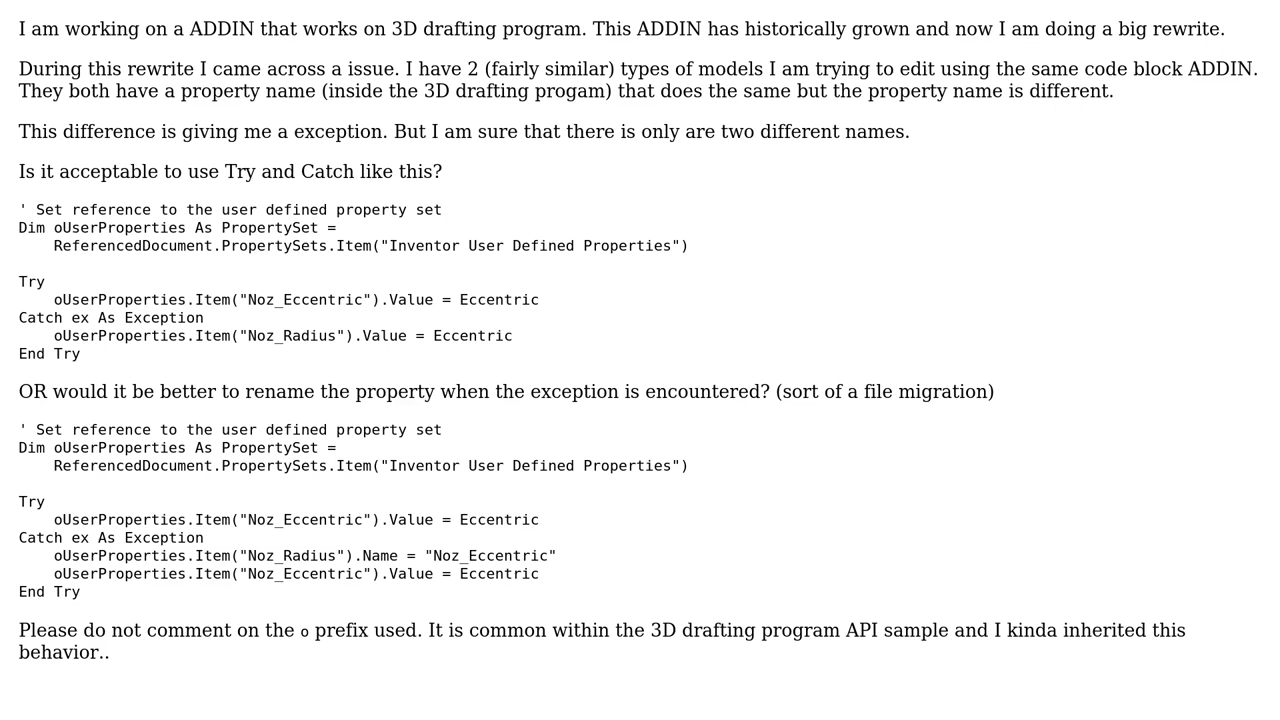 I am working on a ADDIN that works on 3D drafting program. This ADDIN has historically grown and now I am doing a big rewrite.
During this rewrite I came across a issue. I have 2 (fairly similar) types of models I am trying to edit using the same code block ADDIN.
They both have a property name (inside the 3D drafting progam) that does the same but the property name is different.
This difference is giving me a exception. But I am sure that there is only are two different names.
Is it acceptable to use Try and Catch like this?
' Set reference to the user defined property set
Dim oUserProperties As PropertySet =
    ReferencedDocument.PropertySets.Item("Inventor User Defined Properties")
Try
    oUserProperties.Item("Noz_Eccentric").Value = Eccentric
Catch ex As Exception
    oUserProperties.Item("Noz_Radius").Value = Eccentric
End Try
OR would it be better to rename the property when the exception is encountered? (sort of a file migration)
' Set reference to the user defined property set
Dim oUserProperties As PropertySet =
    ReferencedDocument.PropertySets.Item("Inventor User Defined Properties")
Try
    oUserProperties.Item("Noz_Eccentric").Value = Eccentric
Catch ex As Exception
    oUserProperties.Item("Noz_Radius").Name = "Noz_Eccentric"
    oUserProperties.Item("Noz_Eccentric").Value = Eccentric
End Try
Please do not comment on the o prefix used. It is common within the 3D drafting program API sample and I kinda inherited this
behavior..